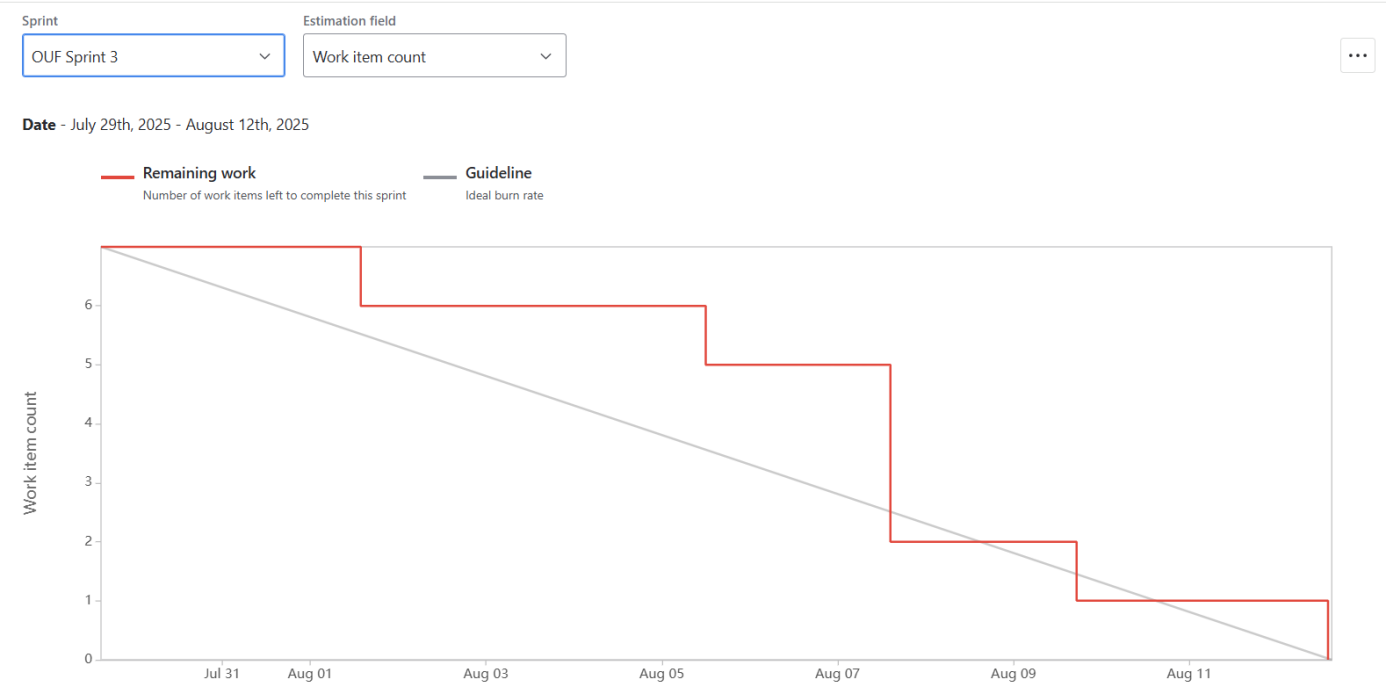 Sprint Estimation field
OUF Sprint 3 Work item count
Date - July 29th, 2025 - August 12th, 2025
Remaining work Guideline
Number of work items left to complete this sprint Ideal burn rate
Work item count
6
5
4
3
2
1
0
Jul 31 Aug 01 Aug 03 Aug 05 Aug 07 Aug 09 Aug 11